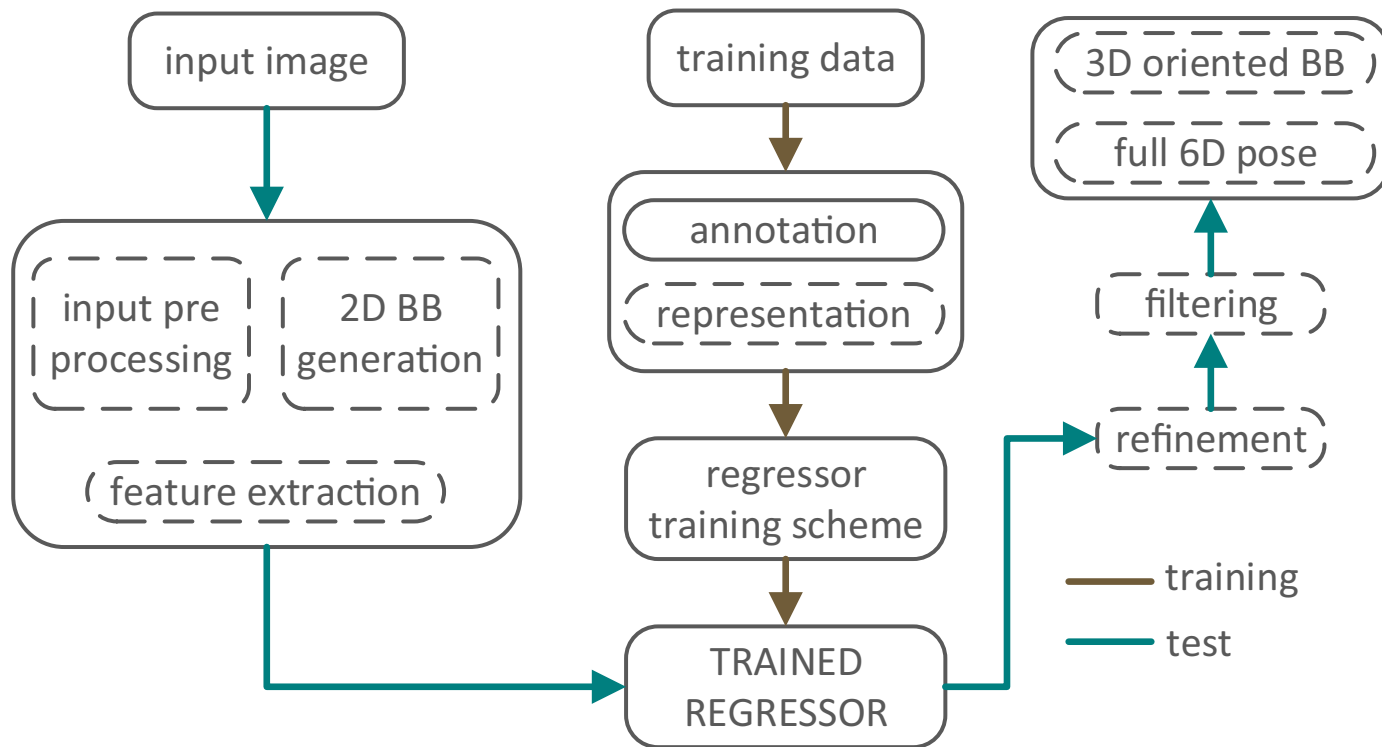 input image
input pre
processing
2D BB
generation
feature extraction
training data
annotation
representation
regressor
training scheme
TRAINED
REGRESSOR
3D oriented BB
full 6D pose
filtering
refinement
training
test